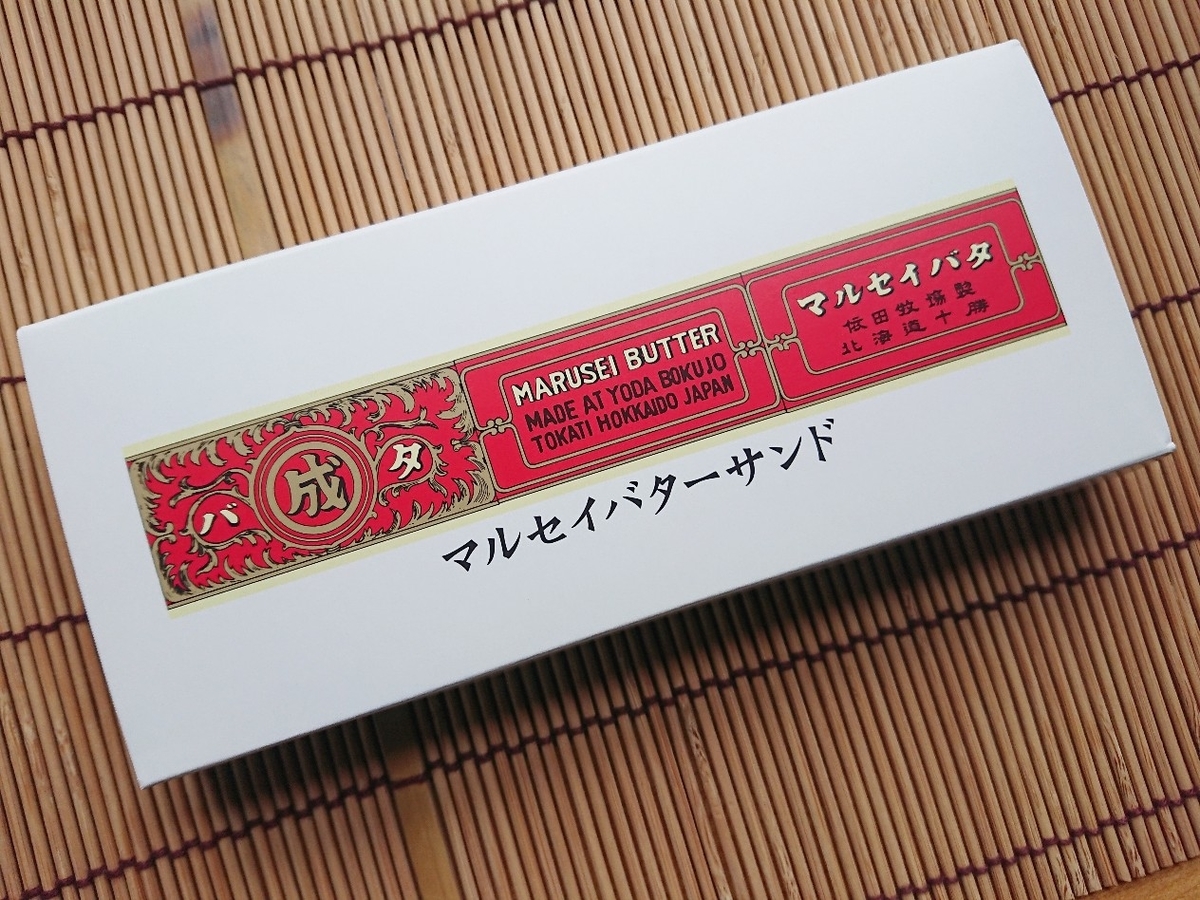 バ 成 タ
MARUSEI BUTTER
MADE AT YODA BOKUJO
TOKATI HOKKAIDO JAPAN
マルセイバタ
依田牧場製
北海道十勝
マルセイバターサンド